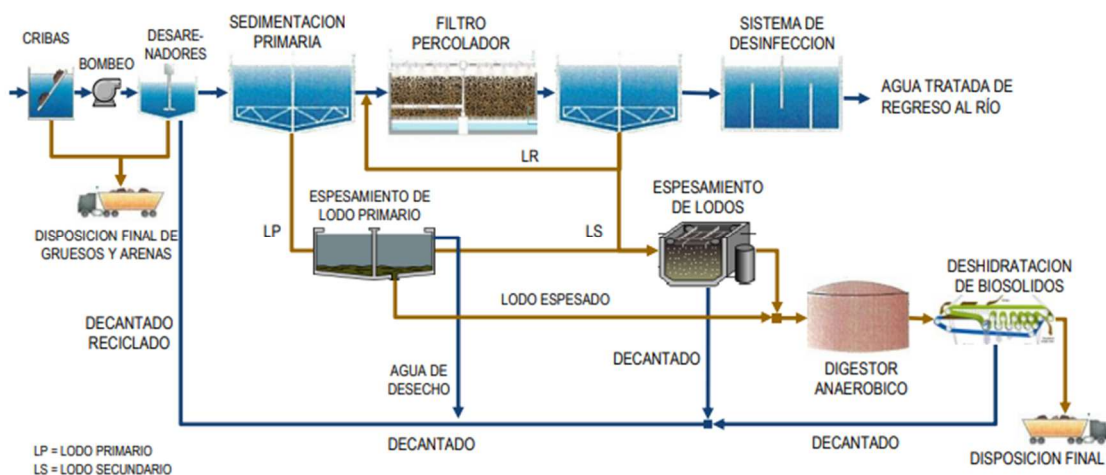 CRIBAS
BOMBEO
DESARE-
NADORES
SEDIMENTACION
PRIMARIA
FILTRO
PERCOLADOR
SISTEMA DE
DESINFECCION
AGUA TRATADA DE
REGRESO AL RÍO
LR
DISPOSICION FINAL DE
GRUESOS Y ARENAS
LP
ESPESAMIENTO DE
LODO PRIMARIO
LS
ESPESAMIENTO
DE LODOS
LODO ESPESADO
DESHIDRATACION
DE BIOSOLIDOS
DECANTADO
RECICLADO
AGUA DE
DESECHO
DECANTADO
DIGESTOR
ANAEROBICO
DECANTADO
DECANTADO
DISPOSICION FINAL
LP = LODO PRIMARIO
LS = LODO SECUNDARIO